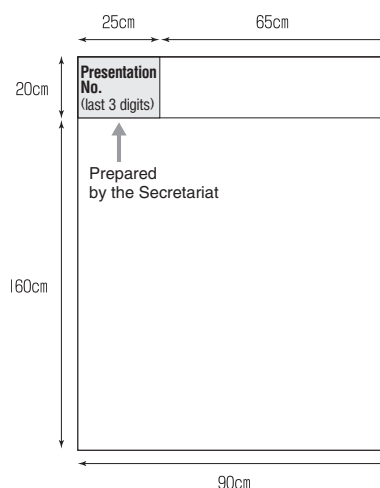 25cm 65cm
20cm
Presentation
No.
(last 3 digits)
Prepared
by the Secretariat
160cm
90cm